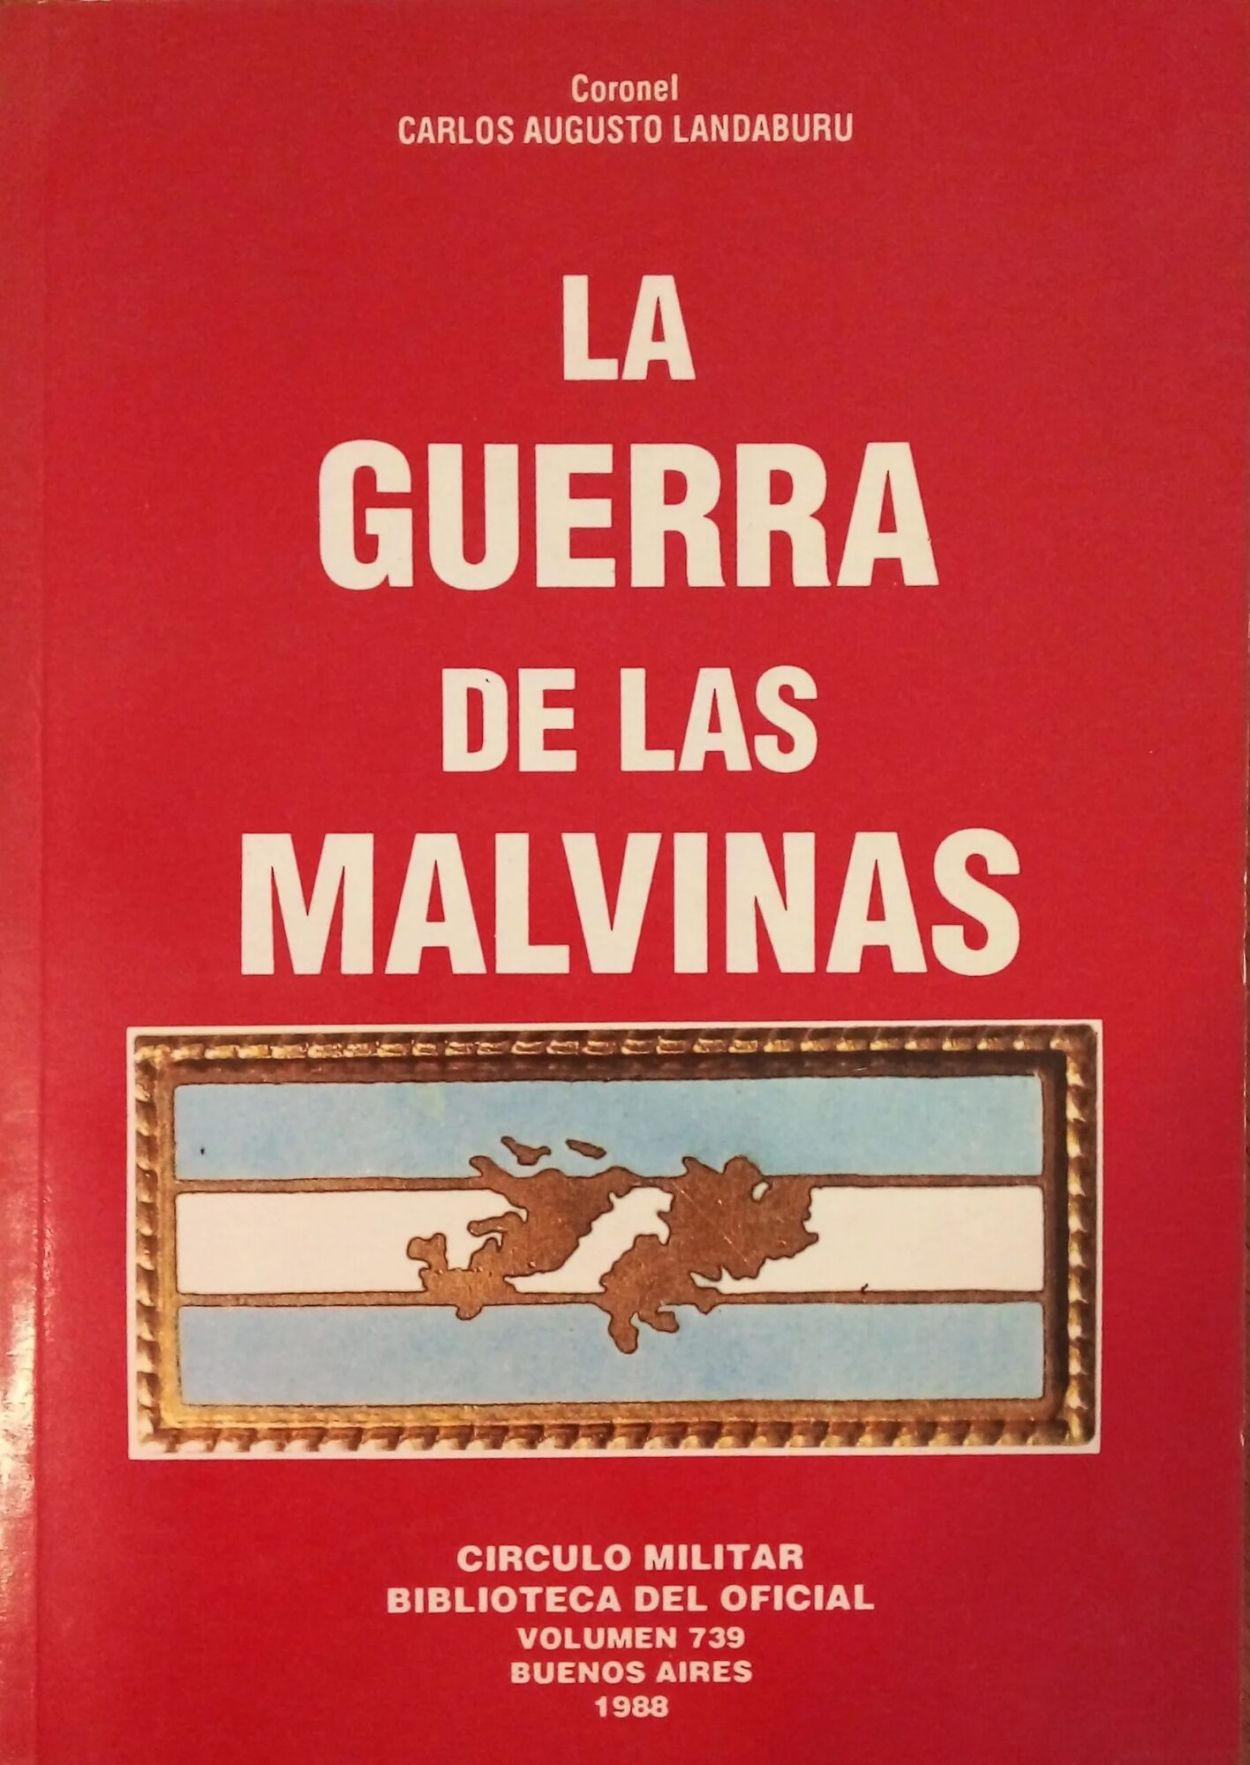 Coronel
CARLOS AUGUSTO LANDABURU
LA
GUERRA
DE LAS
MALVINAS
CIRCULO MILITAR
BIBLIOTECA DEL OFICIAL
VOLUMEN 739
BUENOS AIRES
1988